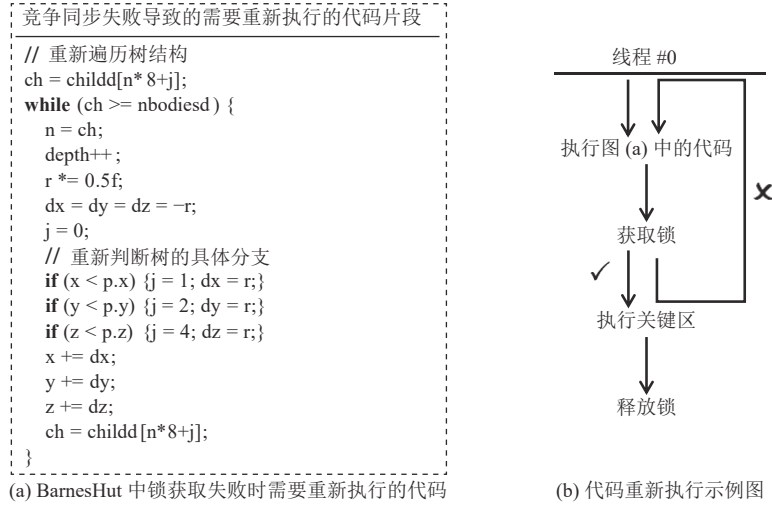 竞争同步失败导致的需要重新执行的代码片段
// 重新遍历树结构
ch = childd[n*8+j];
while (ch >= nbodiesd) {
n = ch;
depth++;
r *= 0.5f;
dx = dy = dz = −r;
j = 0;
// 重新判断树的具体分支
if (x < p.x) {j = 1; dx = r;}
if (y < p.y) {j = 2; dy = r;}
if (z < p.z) {j = 4; dz = r;}
x += dx;
y += dy;
z += dz;
ch = childd[n*8+j];
}
(a) BarnesHut 中锁获取失败时需要重新执行的代码
线程 #0
执行图 (a) 中的代码
获取锁
执行关键区
释放锁
(b) 代码重新执行示例图